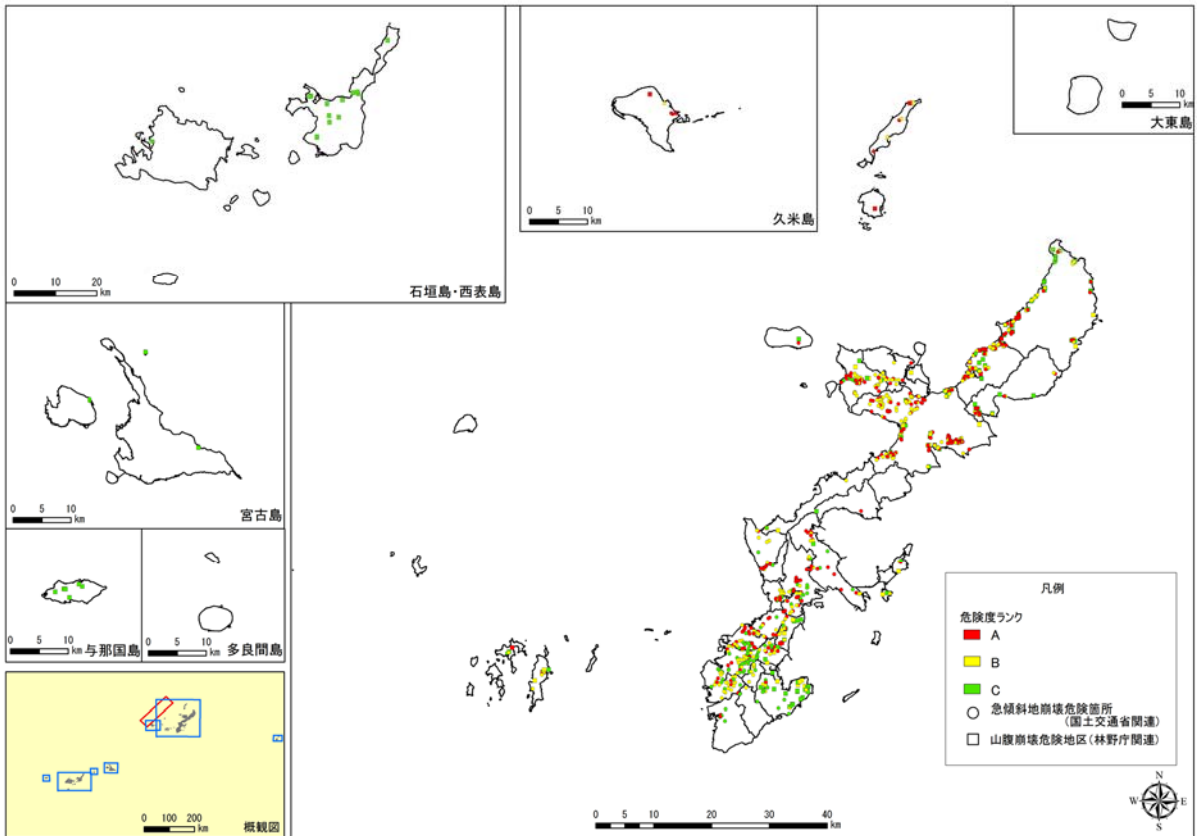 0 10 20
km
石垣島・西表島
0 5 10
km
久米島
0 5 10
km
大東島
0 5 10
km
宮古島
0 5 10
km
与那国島
0 5 10
km
多良間島
0 100 200
km
概観図
凡例
危険度ランク
A
B
C
急傾斜地崩壊危険箇所
(国土交通省関連)
山腹崩壊危険地区(林野庁関連)
N
W E
S
0 5 10 20 30 40
km